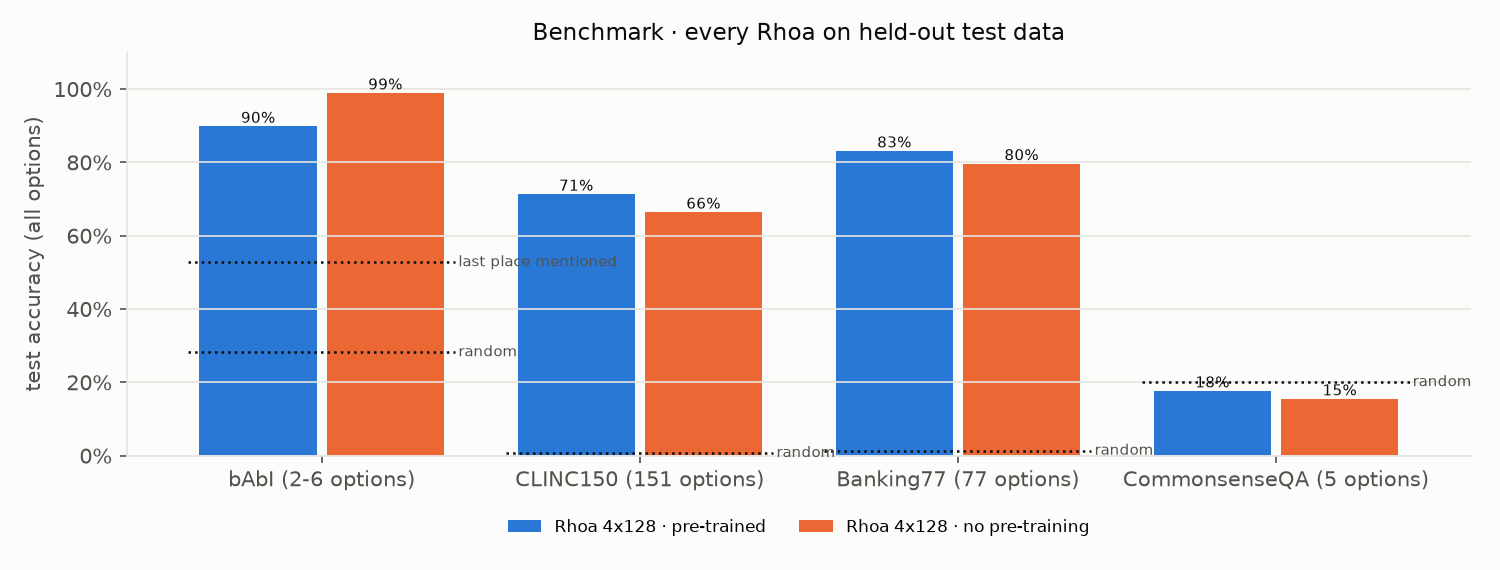 Benchmark · every Rhoa on held-out test data
test accuracy (all options)
100%
80%
60%
40%
20%
0%
90%
99%
71%
66%
83%
80%
18%
15%
last place mentioned
random
random
random
random
bAbI (2-6 options)
CLINC150 (151 options)
Banking77 (77 options)
CommonsenseQA (5 options)
Rhoa 4x128 · pre-trained
Rhoa 4x128 · no pre-training